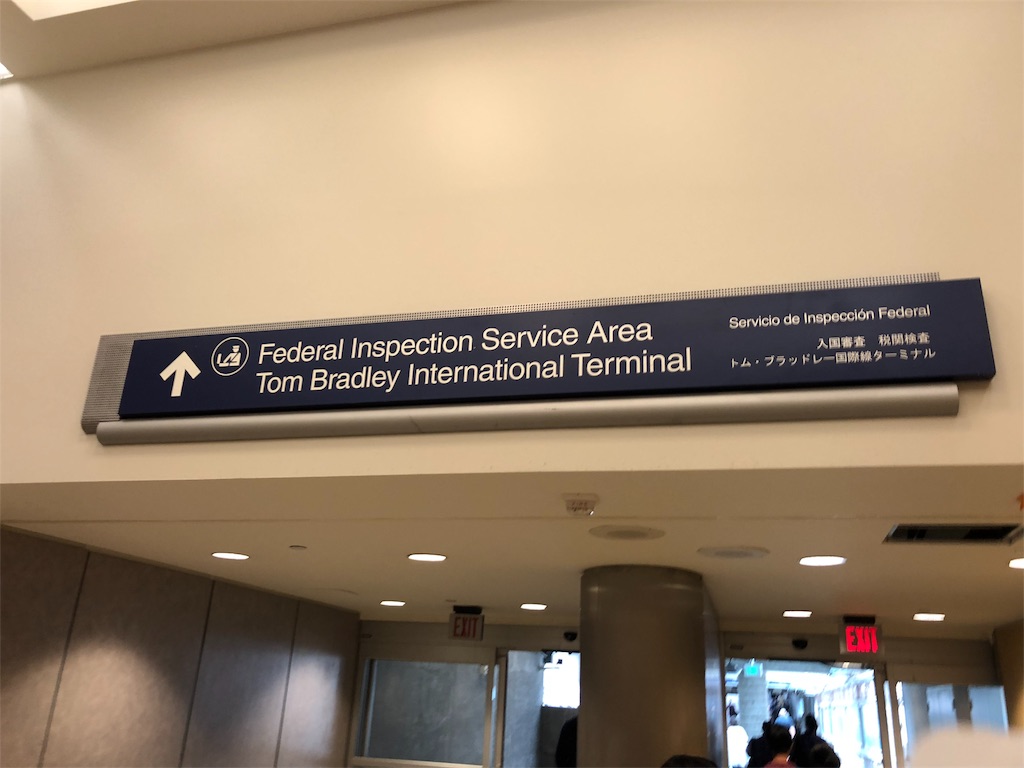 Federal Inspection Service Area
Tom Bradley International Terminal
Servicio de Inspección Federal
入国審査 税関検査
トム・ブラッドレー国際線ターミナル
EXIT
EXIT